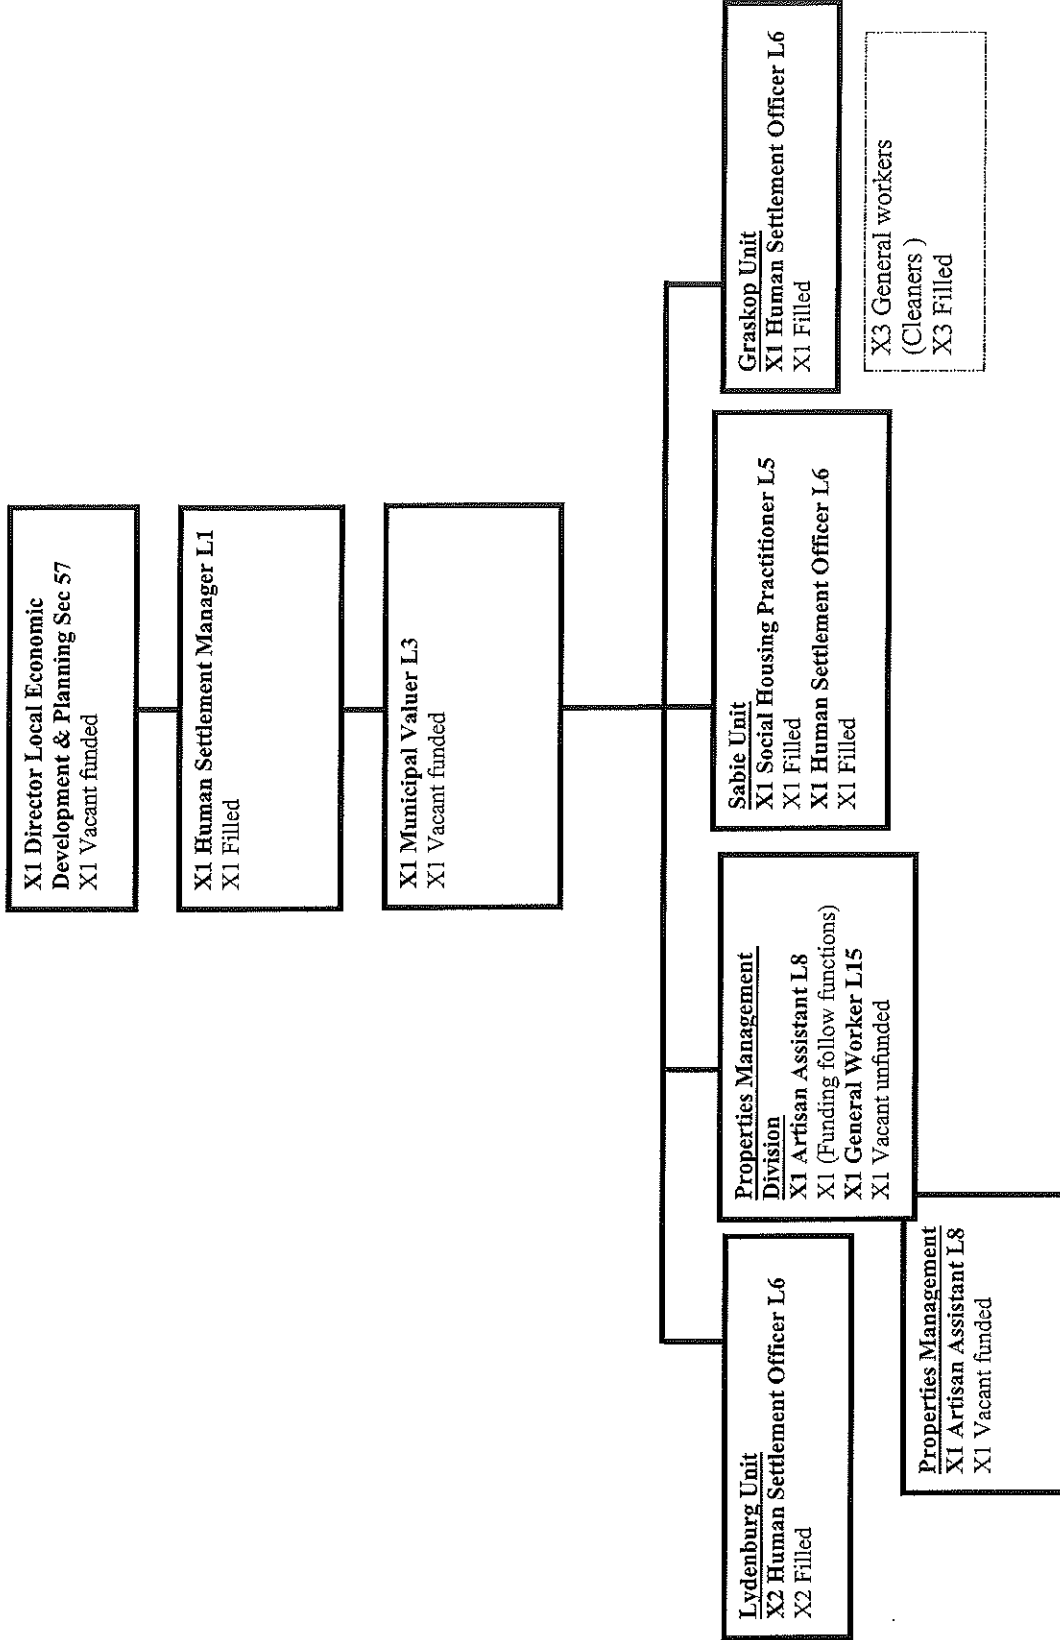 X1 Director Local Economic
Development & Planning Sec 57
X1 Vacant funded
X1 Human Settlement Manager L1
X1 Filled
X1 Municipal Valuer L3
X1 Vacant funded
Lydenburg Unit
X2 Human Settlement Officer L6
X2 Filled
Properties Management
Division
X1 Artisan Assistant L8
X1 (Funding follow functions)
X1 General Worker L15
X1 Vacant unfunded
Sabie Unit
X1 Social Housing Practitioner L5
X1 Filled
X1 Human Settlement Officer L6
X1 Filled
Graskop Unit
X1 Human Settlement Officer L6
X1 Filled
Properties Management
X1 Artisan Assistant L8
X1 Vacant funded
X3 General workers
(Cleaners )
X3 Filled